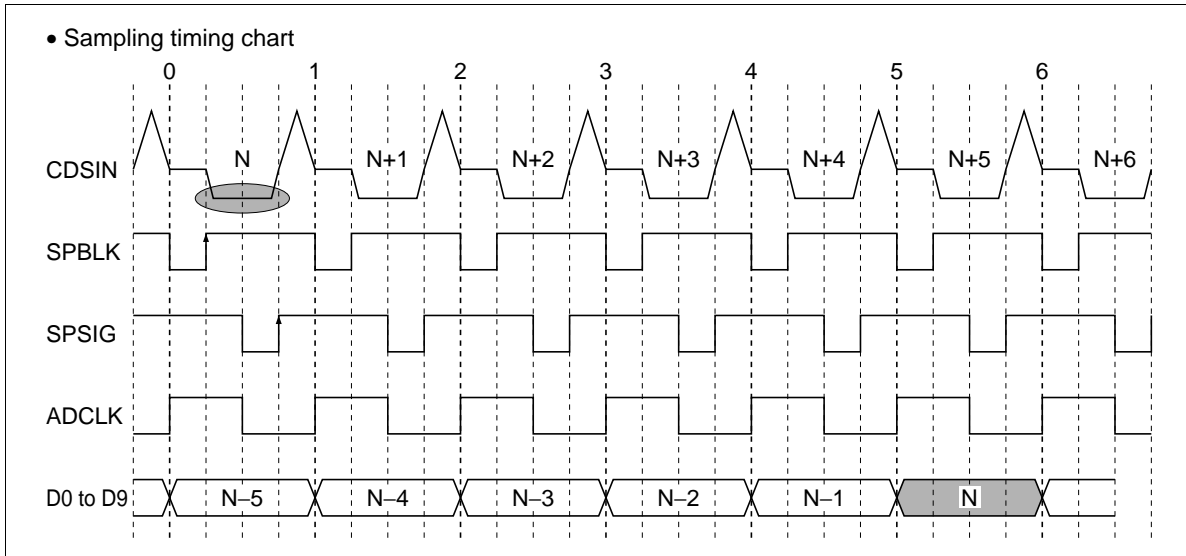 • Sampling timing chart
0 1 2 3 4 5 6
CDSIN N N+1 N+2 N+3 N+4 N+5 N+6
SPBLK
SPSIG
ADCLK
D0 to D9 N–5 N–4 N–3 N–2 N–1 N